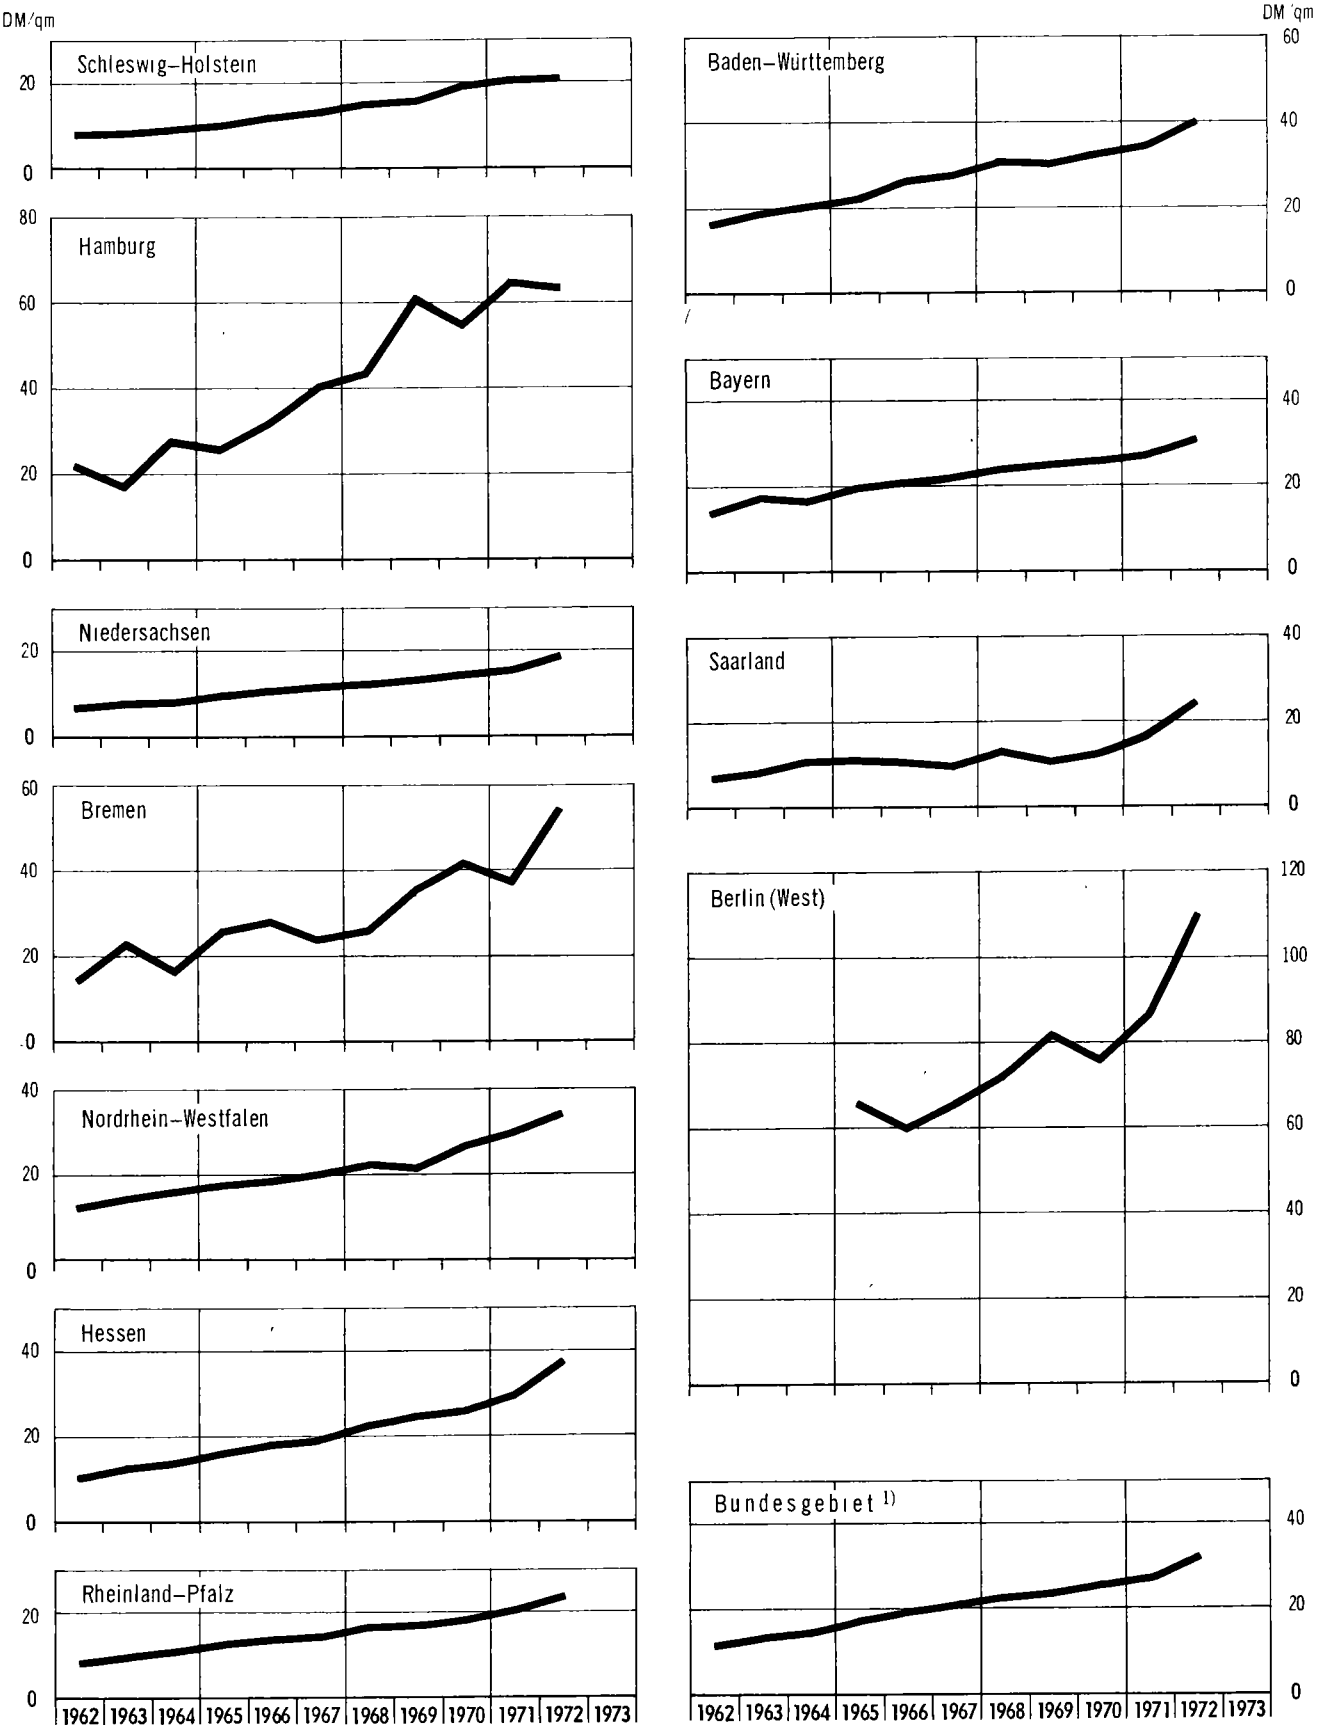 DM/qm
Schleswig–Holstein
20
0
80
Hamburg
60
40
20
0
Niedersachsen
20
0
60
Bremen
40
20
0
40
Nordrhein–Westfalen
20
0
Hessen
40
20
0
Rheinland–Pfalz
20
0
1962 1963 1964 1965 1966 1967 1968 1969 1970 1971 1972 1973
DM/qm
60
Baden–Württemberg
40
20
0
Bayern
40
20
0
40
Saarland
20
0
120
Berlin (West)
100
80
60
40
20
0
Bundesgebiet 1)
40
20
0
1962 1963 1964 1965 1966 1967 1968 1969 1970 1971 1972 1973